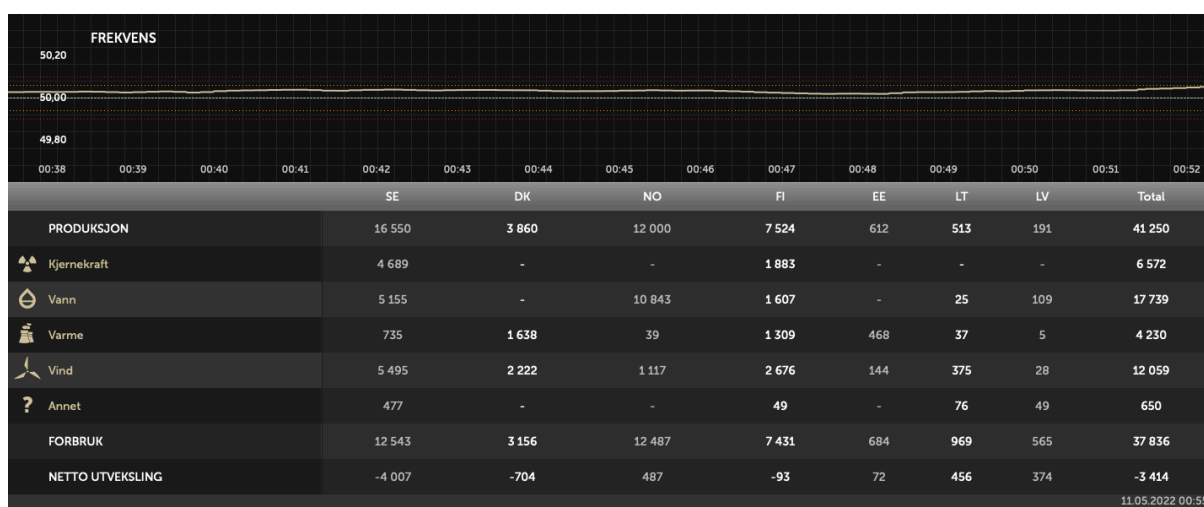 FREKVENS
50,20
50,00
49,80
00:38 00:39 00:40 00:41 00:42 00:43 00:44 00:45 00:46 00:47 00:48 00:49 00:50 00:51 00:52
SE DK NO FI EE LT LV Total
PRODUKSJON 16 550 3 860 12 000 7 524 612 513 191 41 250
Kjernekraft 4 689 - - 1 883 - - - 6 572
Vann 5 155 - 10 843 1 607 - 25 109 17 739
Varme 735 1 638 39 1 309 468 37 5 4 230
Vind 5 495 2 222 1 117 2 676 144 375 28 12 059
? Annet 477 - - 49 - 76 49 650
FORBRUK 12 543 3 156 12 487 7 431 684 969 565 37 836
NETTO UTVEKSLING -4 007 -704 487 -93 72 456 374 -3 414
11.05.2022 00:55